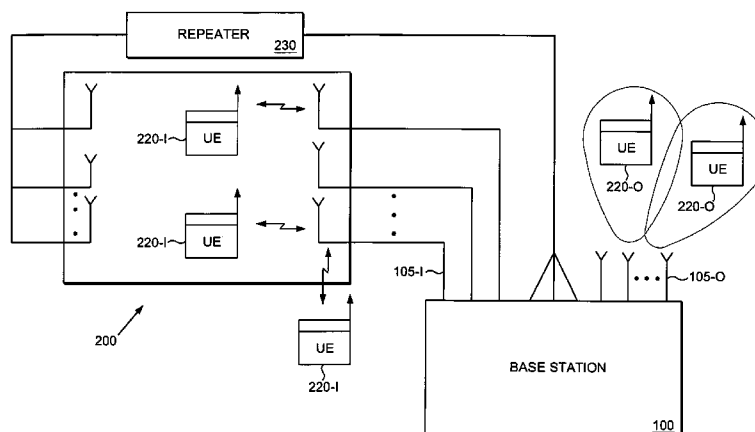 REPEATER
230
220-I
UE
UE
220-O
UE
220-O
220-I
UE
105-I
105-O
200
UE
220-I
BASE STATION
100